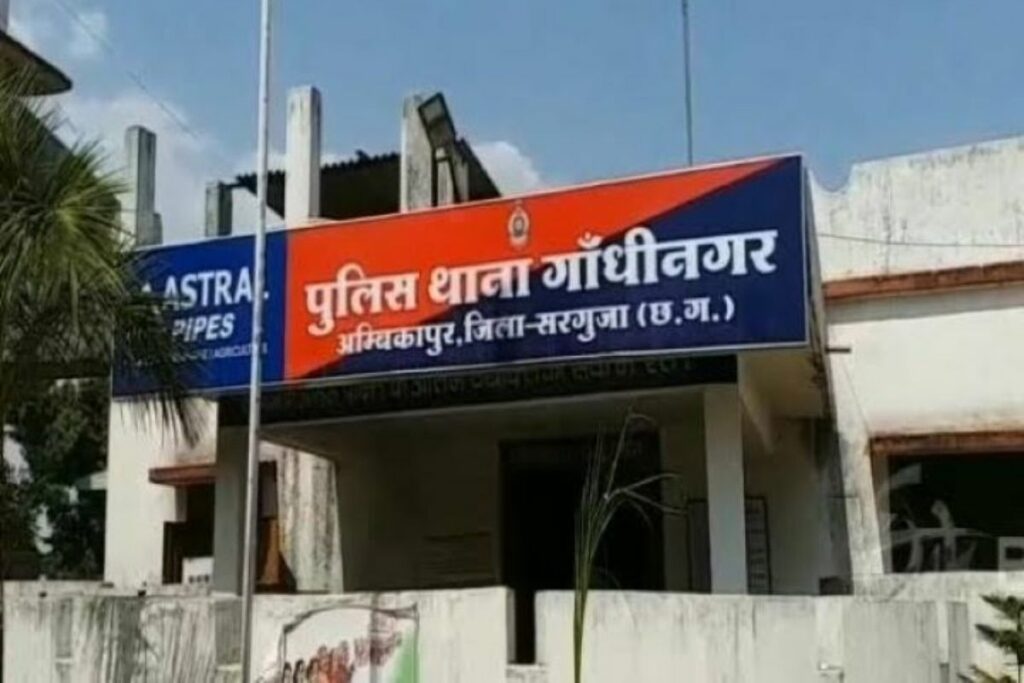 ASTRAL
PIPES
पुलिस थाना गाँधीनगर
अम्बिकापुर,जिला-सरगुजा (छ.ग.)